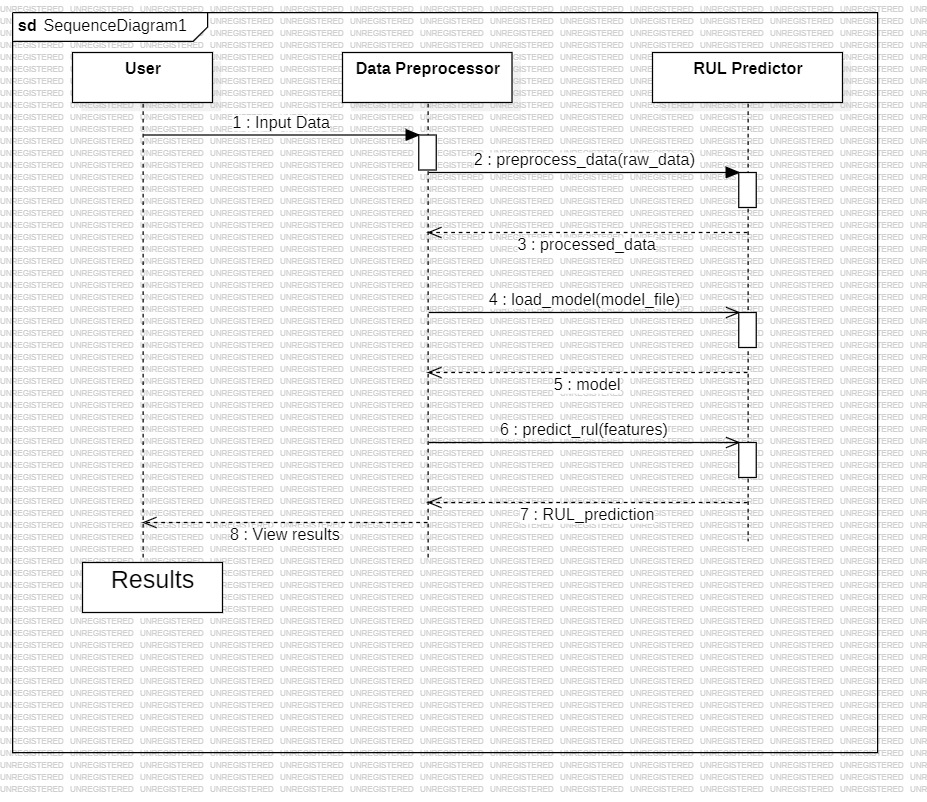 sd SequenceDiagram1
User
Data Preprocessor
RUL Predictor
1 : Input Data
2 : preprocess_data(raw_data)
3 : processed_data
4 : load_model(model_file)
5 : model
6 : predict_rul(features)
7 : RUL_prediction
8 : View results
Results
UNREGISTERED